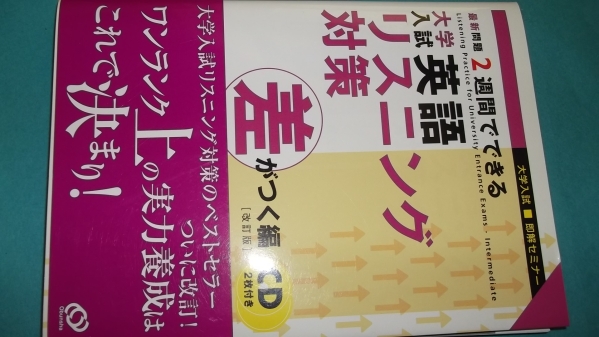 大学入試 ■ 図解セミナー
最新問題 2週間でできる
Listening Practice for University Entrance Exams - Intermediate
大学入試 英語
リスニング
対策
差がつく編
[改訂版]
CD
2枚付き
大学入試リスニング対策のベストセラー
ついに改訂!
ワンランク上の実力養成は
これで決まり!
Obunsha